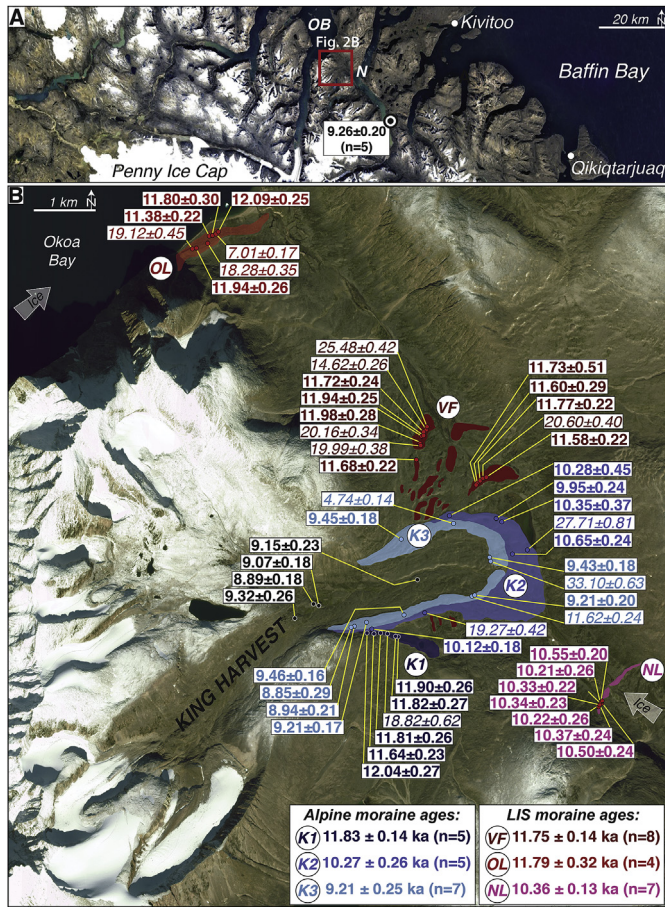 A
OB
Fig. 2B
N
Kivitoo
20 km
N
Baffin Bay
9.26±0.20
(n=5)
Penny Ice Cap
Qikiqtarjuaq
B
1 km
N
Okoa
Bay
Ice
11.80±0.30
12.09±0.25
11.38±0.22
19.12±0.45
7.01±0.17
18.28±0.35
11.94±0.26
OL
25.48±0.42
14.62±0.26
11.72±0.24
11.94±0.25
11.98±0.28
20.16±0.34
19.99±0.38
11.68±0.22
VF
11.73±0.51
11.60±0.29
11.77±0.22
20.60±0.40
11.58±0.22
10.28±0.45
9.95±0.24
10.35±0.37
27.71±0.81
10.65±0.24
4.74±0.14
9.45±0.18
K3
9.15±0.23
9.07±0.18
8.89±0.18
9.32±0.26
9.43±0.18
33.10±0.63
9.21±0.20
11.62±0.24
K2
19.27±0.42
10.12±0.18
KING HARVEST
K1
9.46±0.16
8.85±0.29
8.94±0.21
9.21±0.17
11.90±0.26
11.82±0.27
18.82±0.62
11.81±0.26
11.64±0.23
12.04±0.27
10.55±0.20
10.21±0.26
10.33±0.22
10.34±0.23
10.22±0.26
10.37±0.24
10.50±0.24
NL
Ice
Alpine moraine ages:
K1 11.83 ± 0.14 ka (n=5)
K2 10.27 ± 0.26 ka (n=5)
K3 9.21 ± 0.25 ka (n=7)
LIS moraine ages:
VF 11.75 ± 0.14 ka (n=8)
OL 11.79 ± 0.32 ka (n=4)
NL 10.36 ± 0.13 ka (n=7)